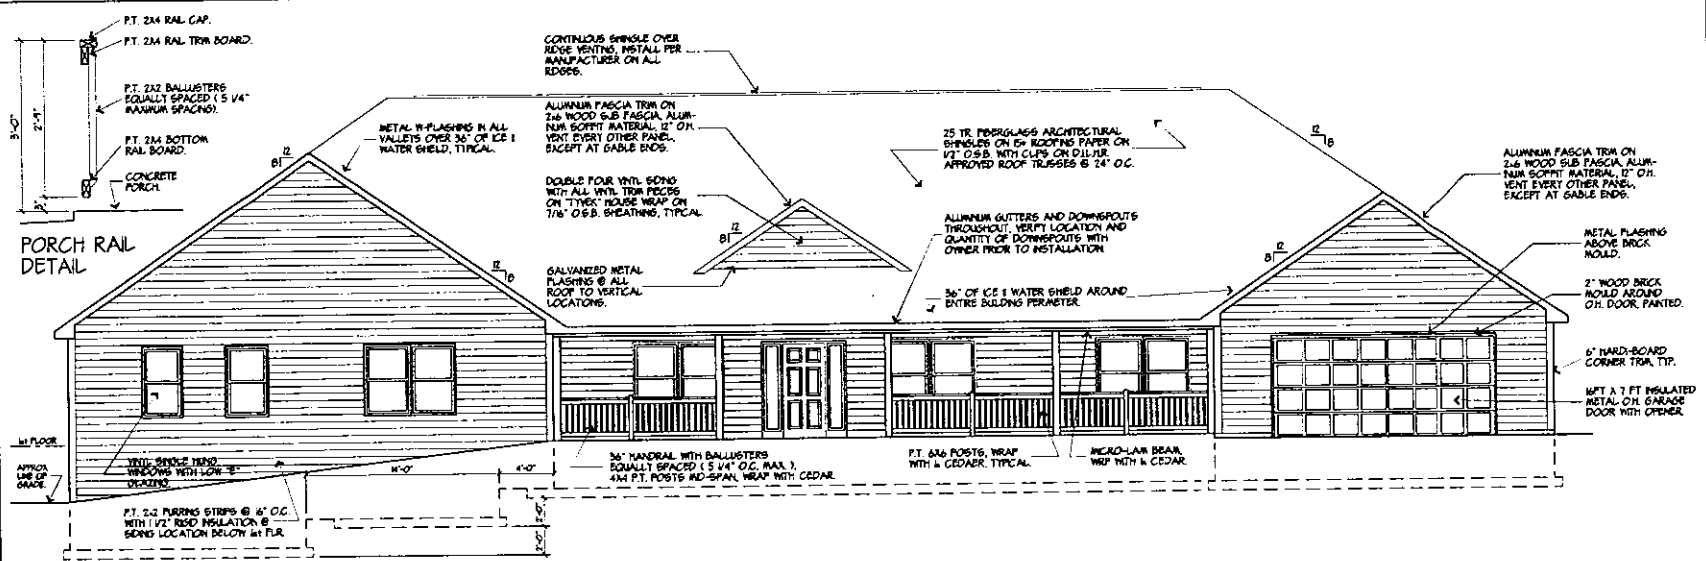 P.T. 2X4 RAIL CAP.
P.T. 2X4 RAIL TRIM BOARD.
P.T. 2X2 BALLUSTERS
EQUALLY SPACED ( 5 1/4"
MAXIMUM SPACING).
P.T. 2X4 BOTTOM
RAIL BOARD.
CONCRETE
PORCH.
3'-0"
2'-9"
3"
PORCH RAIL
DETAIL
METAL W-FLASHING IN ALL
VALLEYS OVER 36" OF ICE &
WATER SHIELD, TYPICAL.
CONTINUOUS SHINGLE OVER
RIDGE VENTING, INSTALL PER
MANUFACTURER ON ALL
RIDGES.
ALUMINUM FASCIA TRIM ON
2x6 WOOD SUB FASCIA, ALUM-
NUM SOFFIT MATERIAL, 12" O.H.
VENT EVERY OTHER PANEL,
EXCEPT AT GABLE ENDS.
DOUBLE FOUR VINYL SIDING
WITH ALL VINYL TRIM PIECES
ON "TYVEK" HOUSE WRAP ON
7/16" O.S.B. SHEATHING, TYPICAL.
GALVANIZED METAL
FLASHING @ ALL
ROOF TO VERTICAL
LOCATIONS.
25 YR. FIBERGLASS ARCHITECTURAL
SHINGLES ON 15# ROOFING PAPER ON
1/2" O.S.B. WITH CLIPS ON D.I.L.H.R.
APPROVED ROOF TRUSSES @ 24" O.C.
ALUMINUM GUTTERS AND DOWNSPOUTS
THROUGHOUT, VERIFY LOCATION AND
QUANTITY OF DOWNSPOUTS WITH
OWNER PRIOR TO INSTALLATION
36" OF ICE & WATER SHIELD AROUND
ENTIRE BUILDING PERIMETER.
ALUMINUM FASCIA TRIM ON
2x6 WOOD SUB FASCIA, ALUM-
NUM SOFFIT MATERIAL, 12" O.H.
VENT EVERY OTHER PANEL,
EXCEPT AT GABLE ENDS.
METAL FLASHING
ABOVE BRICK
MOULD.
2" WOOD BRICK
MOULD AROUND
O.H. DOOR, PAINTED.
6" HARDI-BOARD
CORNER TRIM, TYP.
16FT X 7 FT INSULATED
METAL O.H. GARAGE
DOOR WITH OPENER
12
8
12
8
12
8
12
8
12
8
1st FLOOR
APPROX.
LINE OF
GRADE.
VINYL SINGLE HUNG
WINDOWS WITH LOW "E"
GLAZING.
P.T. 2x2 FURRING STRIPS @ 16" O.C.
WITH 1 1/2" RIGID INSULATION @
SIDING LOCATION BELOW 1st FLR.
14'-0"
4'-0"
2'-0"
2'-0"
36" HANDRAIL WITH BALLUSTERS
EQUALLY SPACED ( 5 1/4" O.C. MAX. ).
4X4 P.T. POSTS MID-SPAN, WRAP WITH CEDAR.
P.T. 6X6 POSTS, WRAP
WITH 1x CEDAER, TYPICAL.
MICRO-LAM BEAM,
WRP WITH 1x CEDAR.